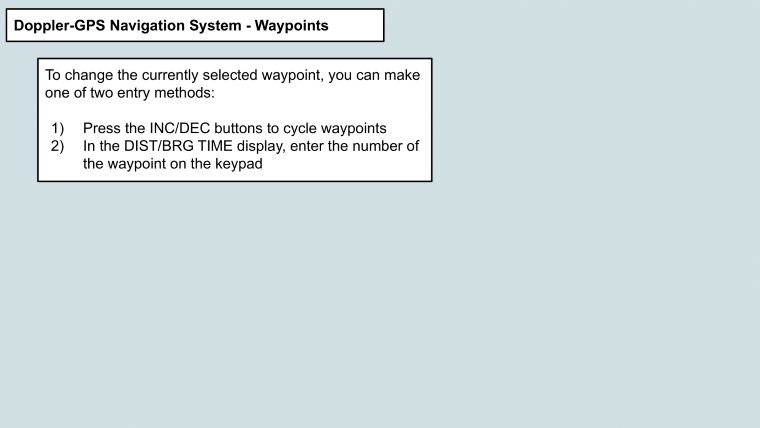 Doppler-GPS Navigation System - Waypoints
To change the currently selected waypoint, you can make
one of two entry methods:
1) Press the INC/DEC buttons to cycle waypoints
2) In the DIST/BRG TIME display, enter the number of
the waypoint on the keypad